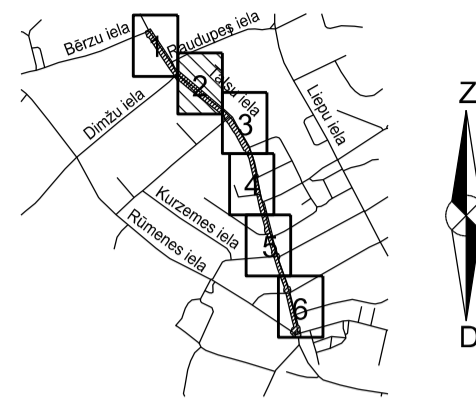 Bērzu iela
Raudupes iela
1
2
Talsu iela
Dimžu iela
3
Liepu iela
4
Kurzemes iela
Rūmenes iela
5
6
Z
D